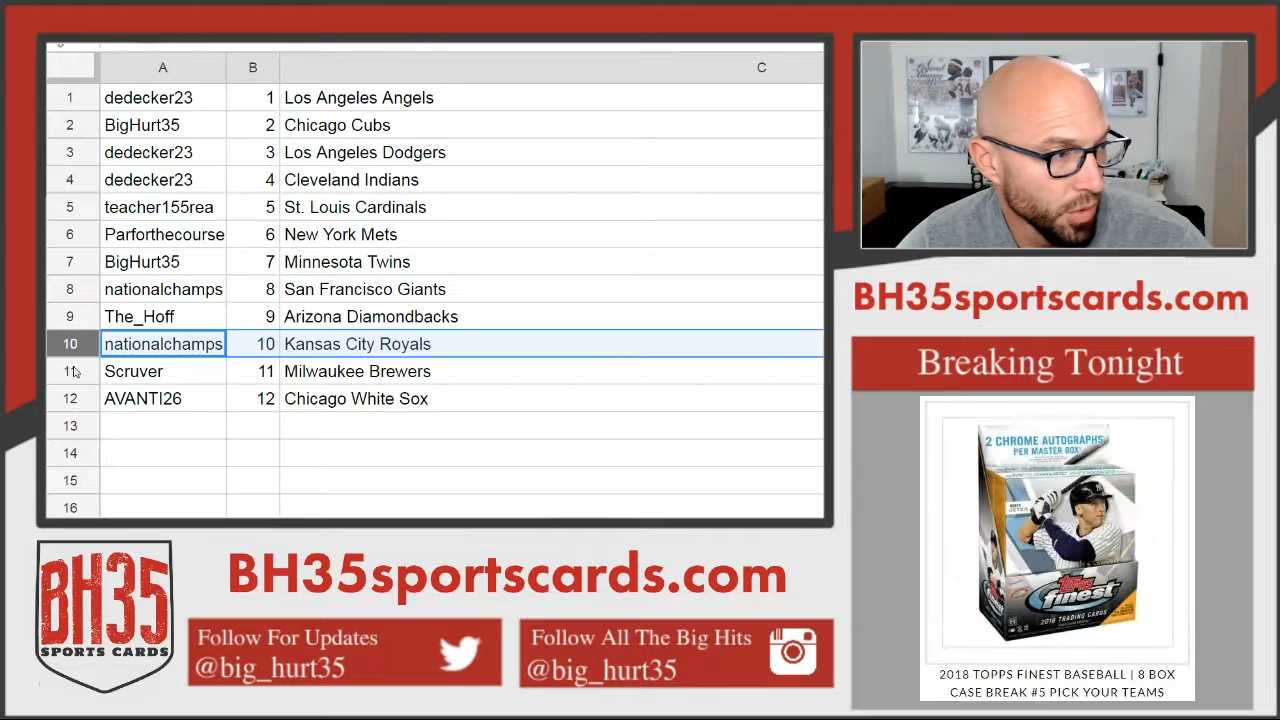 A B C
1 dedecker23 1 Los Angeles Angels
2 BigHurt35 2 Chicago Cubs
3 dedecker23 3 Los Angeles Dodgers
4 dedecker23 4 Cleveland Indians
5 teacher155rea 5 St. Louis Cardinals
6 Parforthecourse 6 New York Mets
7 BigHurt35 7 Minnesota Twins
8 nationalchamps 8 San Francisco Giants
9 The_Hoff 9 Arizona Diamondbacks
10 nationalchamps 10 Kansas City Royals
11 Scruver 11 Milwaukee Brewers
12 AVANTI26 12 Chicago White Sox
13
14
15
16
34
BH35sportscards.com
Breaking Tonight
2 CHROME AUTOGRAPHS
PER MASTER BOX!
Topps
finest
2018 TRADING CARDS
2018 TOPPS FINEST BASEBALL | 8 BOX
CASE BREAK #5 PICK YOUR TEAMS
BH35
SPORTS CARDS
BH35sportscards.com
Follow For Updates
@big_hurt35
Follow All The Big Hits
@big_hurt35